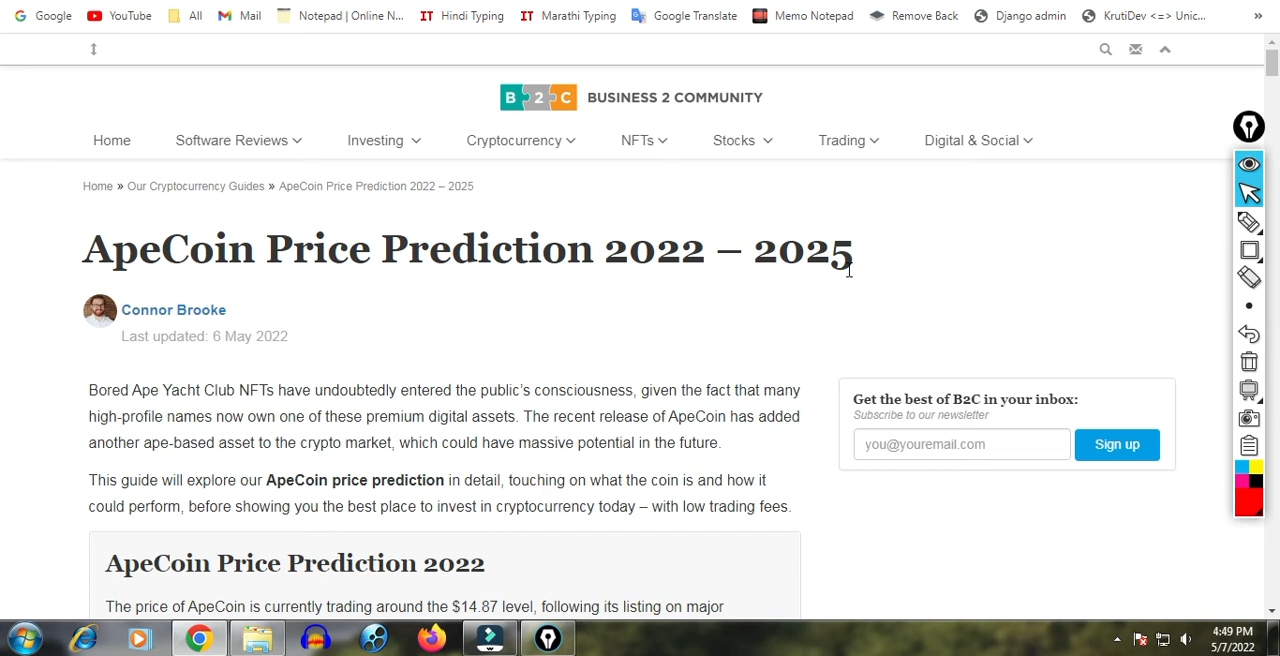 Google YouTube All Mail Notepad | Online N... Hindi Typing Marathi Typing Google Translate Memo Notepad Remove Back Django admin KrutiDev <=> Unic... »
B 2 C BUSINESS 2 COMMUNITY
Home Software Reviews Investing Cryptocurrency NFTs Stocks Trading Digital & Social
Home » Our Cryptocurrency Guides » ApeCoin Price Prediction 2022 – 2025
ApeCoin Price Prediction 2022 – 2025
Connor Brooke
Last updated: 6 May 2022
Bored Ape Yacht Club NFTs have undoubtedly entered the public's consciousness, given the fact that many
high-profile names now own one of these premium digital assets. The recent release of ApeCoin has added
another ape-based asset to the crypto market, which could have massive potential in the future.
This guide will explore our ApeCoin price prediction in detail, touching on what the coin is and how it
could perform, before showing you the best place to invest in cryptocurrency today – with low trading fees.
Get the best of B2C in your inbox:
Subscribe to our newsletter
you@youremail.com Sign up
ApeCoin Price Prediction 2022
The price of ApeCoin is currently trading around the $14.87 level, following its listing on major
4:49 PM
5/7/2022